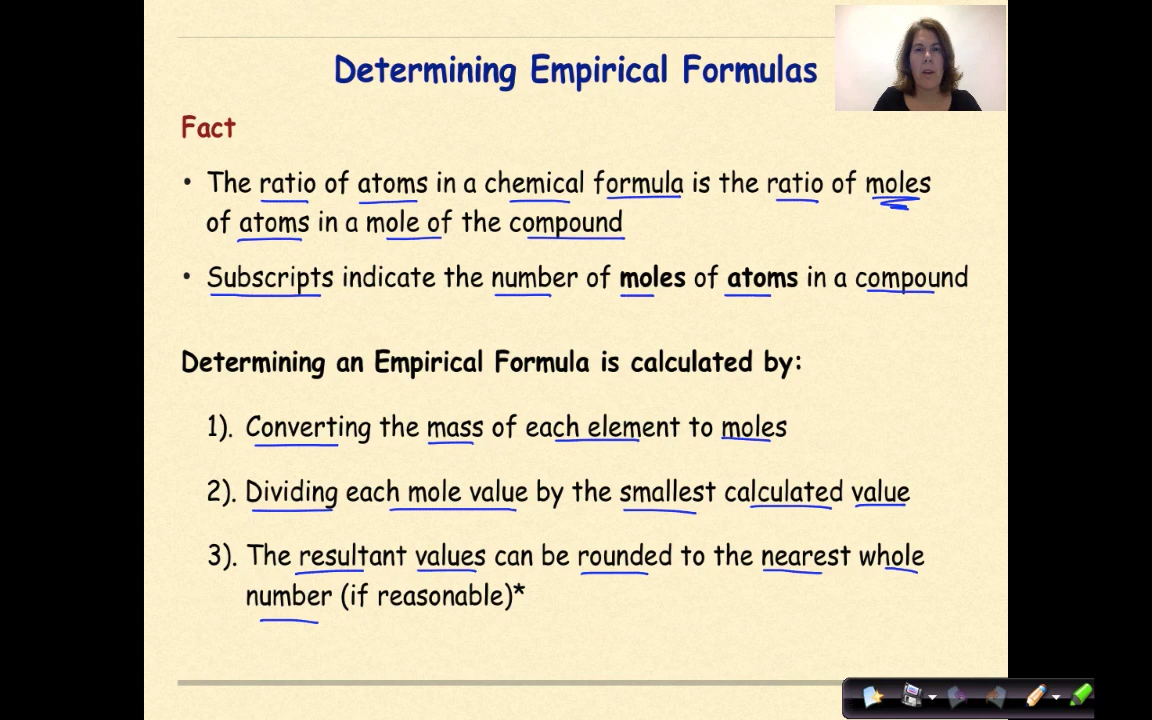 Determining Empirical Formulas
Fact
• The ratio of atoms in a chemical formula is the ratio of moles
of atoms in a mole of the compound
• Subscripts indicate the number of moles of atoms in a compound
Determining an Empirical Formula is calculated by:
1). Converting the mass of each element to moles
2). Dividing each mole value by the smallest calculated value
3). The resultant values can be rounded to the nearest whole
number (if reasonable)*